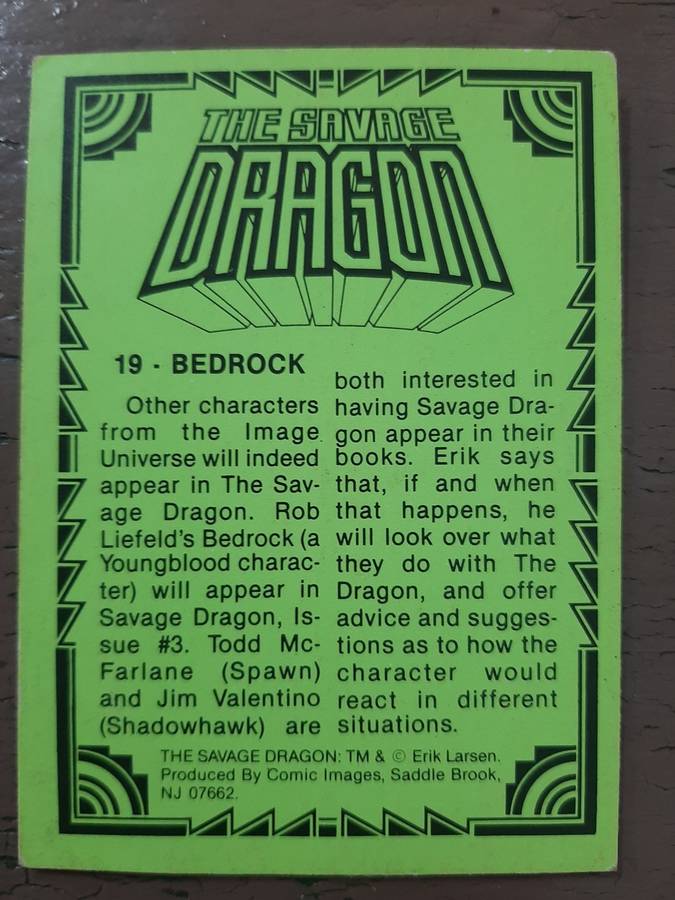 THE SAVAGE
DRAGON
19 - BEDROCK
Other characters
from the Image
Universe will indeed
appear in The Sav-
age Dragon. Rob
Liefeld's Bedrock (a
Youngblood charac-
ter) will appear in
Savage Dragon, Is-
sue #3. Todd Mc-
Farlane (Spawn)
and Jim Valentino
(Shadowhawk) are
both interested in
having Savage Dra-
gon appear in their
books. Erik says
that, if and when
that happens, he
will look over what
they do with The
Dragon, and offer
advice and sugges-
tions as to how the
character would
react in different
situations.
THE SAVAGE DRAGON: TM & © Erik Larsen.
Produced By Comic Images, Saddle Brook,
NJ 07662.